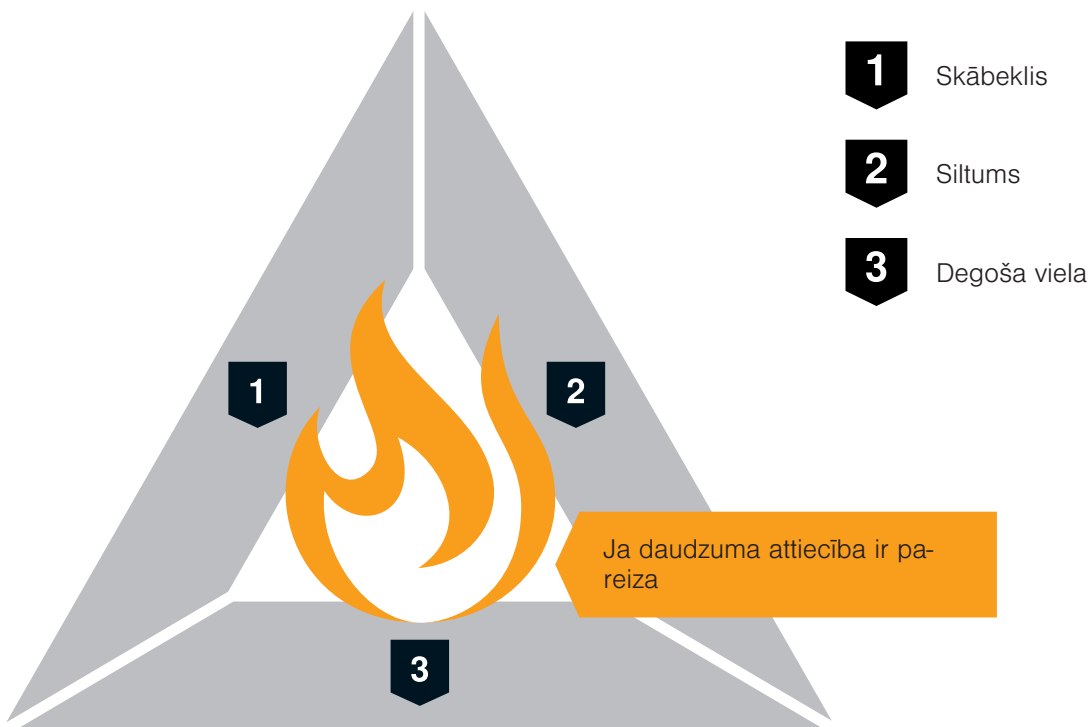 1 Skābeklis
2 Siltums
3 Degoša viela
1
2
Ja daudzuma attiecība ir pa-
reiza
3